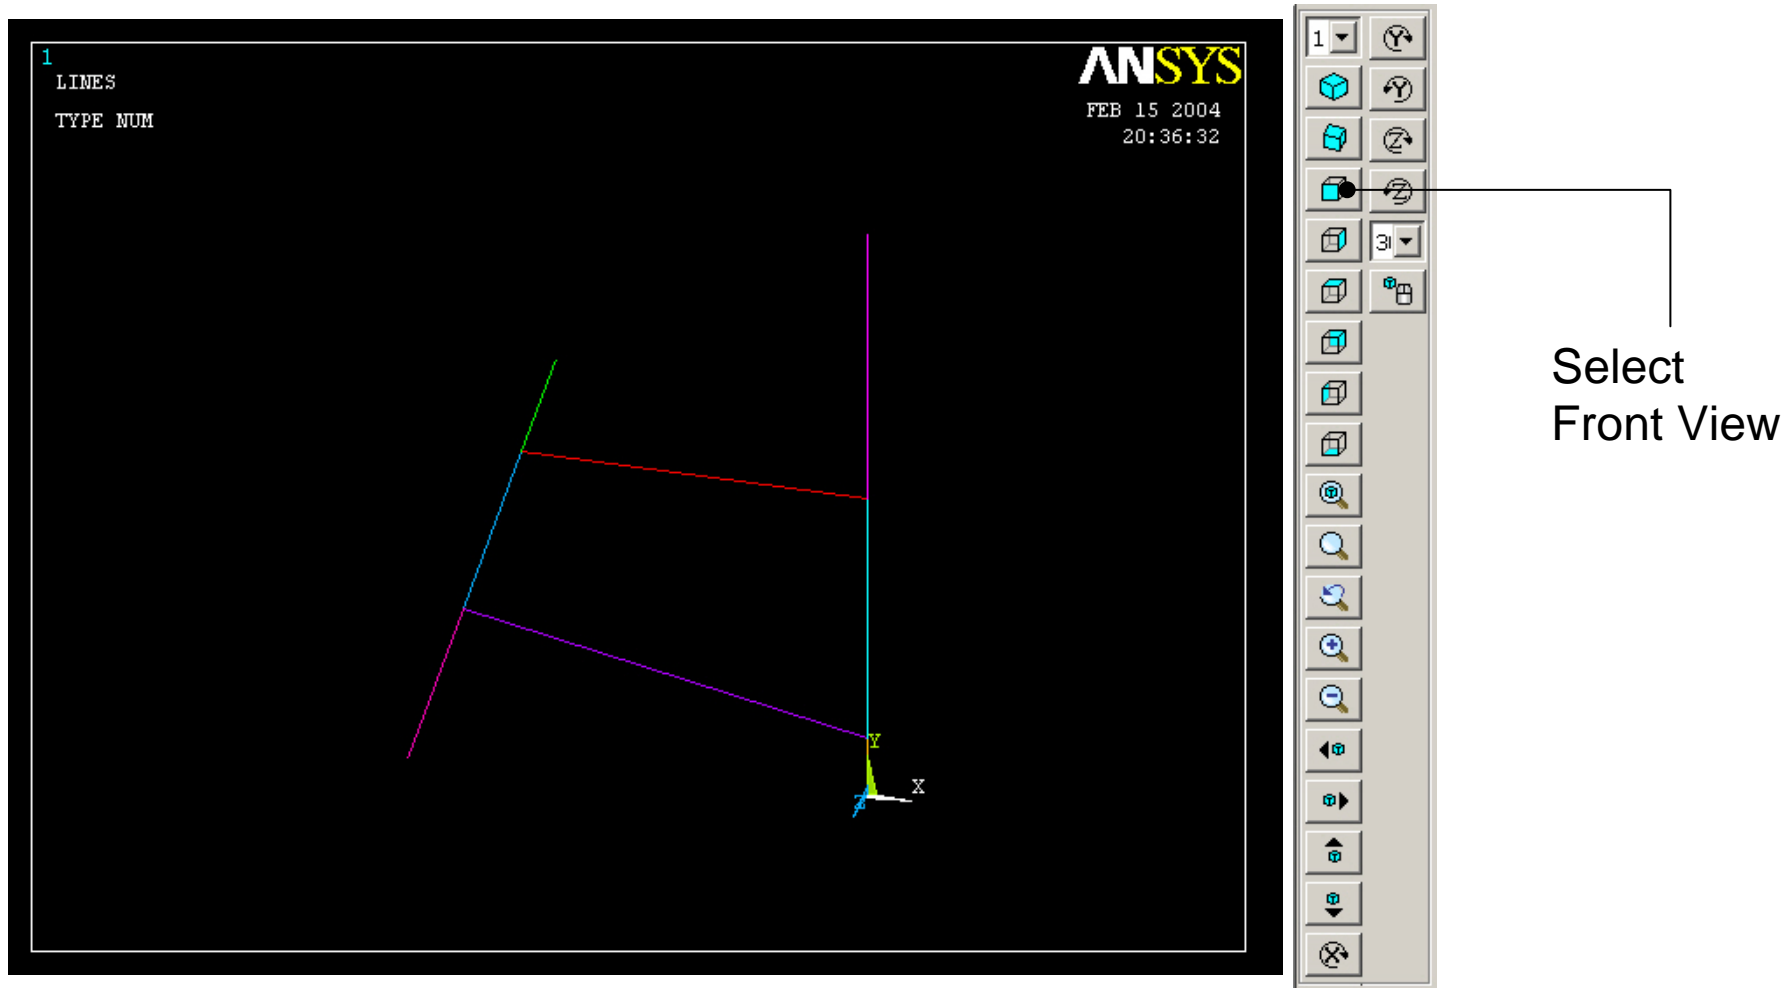 1
LINES
TYPE NUM
ANSYS
FEB 15 2004
20:36:32
Y
X
Z
1
Y
Y
Z
Z
3
X
Select
Front View